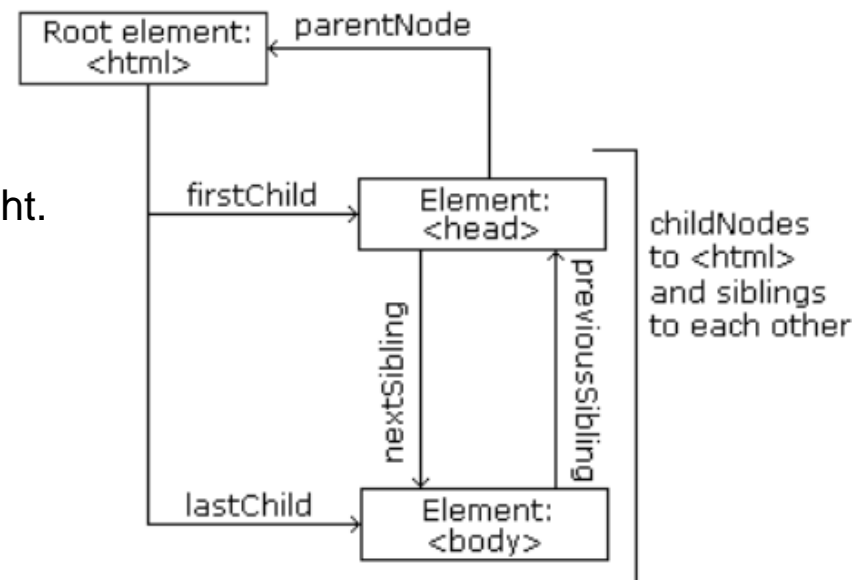 Root element:
<html>
parentNode
ht.
firstChild
Element:
<head>
childNodes
to <html>
and siblings
to each other
nextSibling
previousSibling
lastChild
Element:
<body>